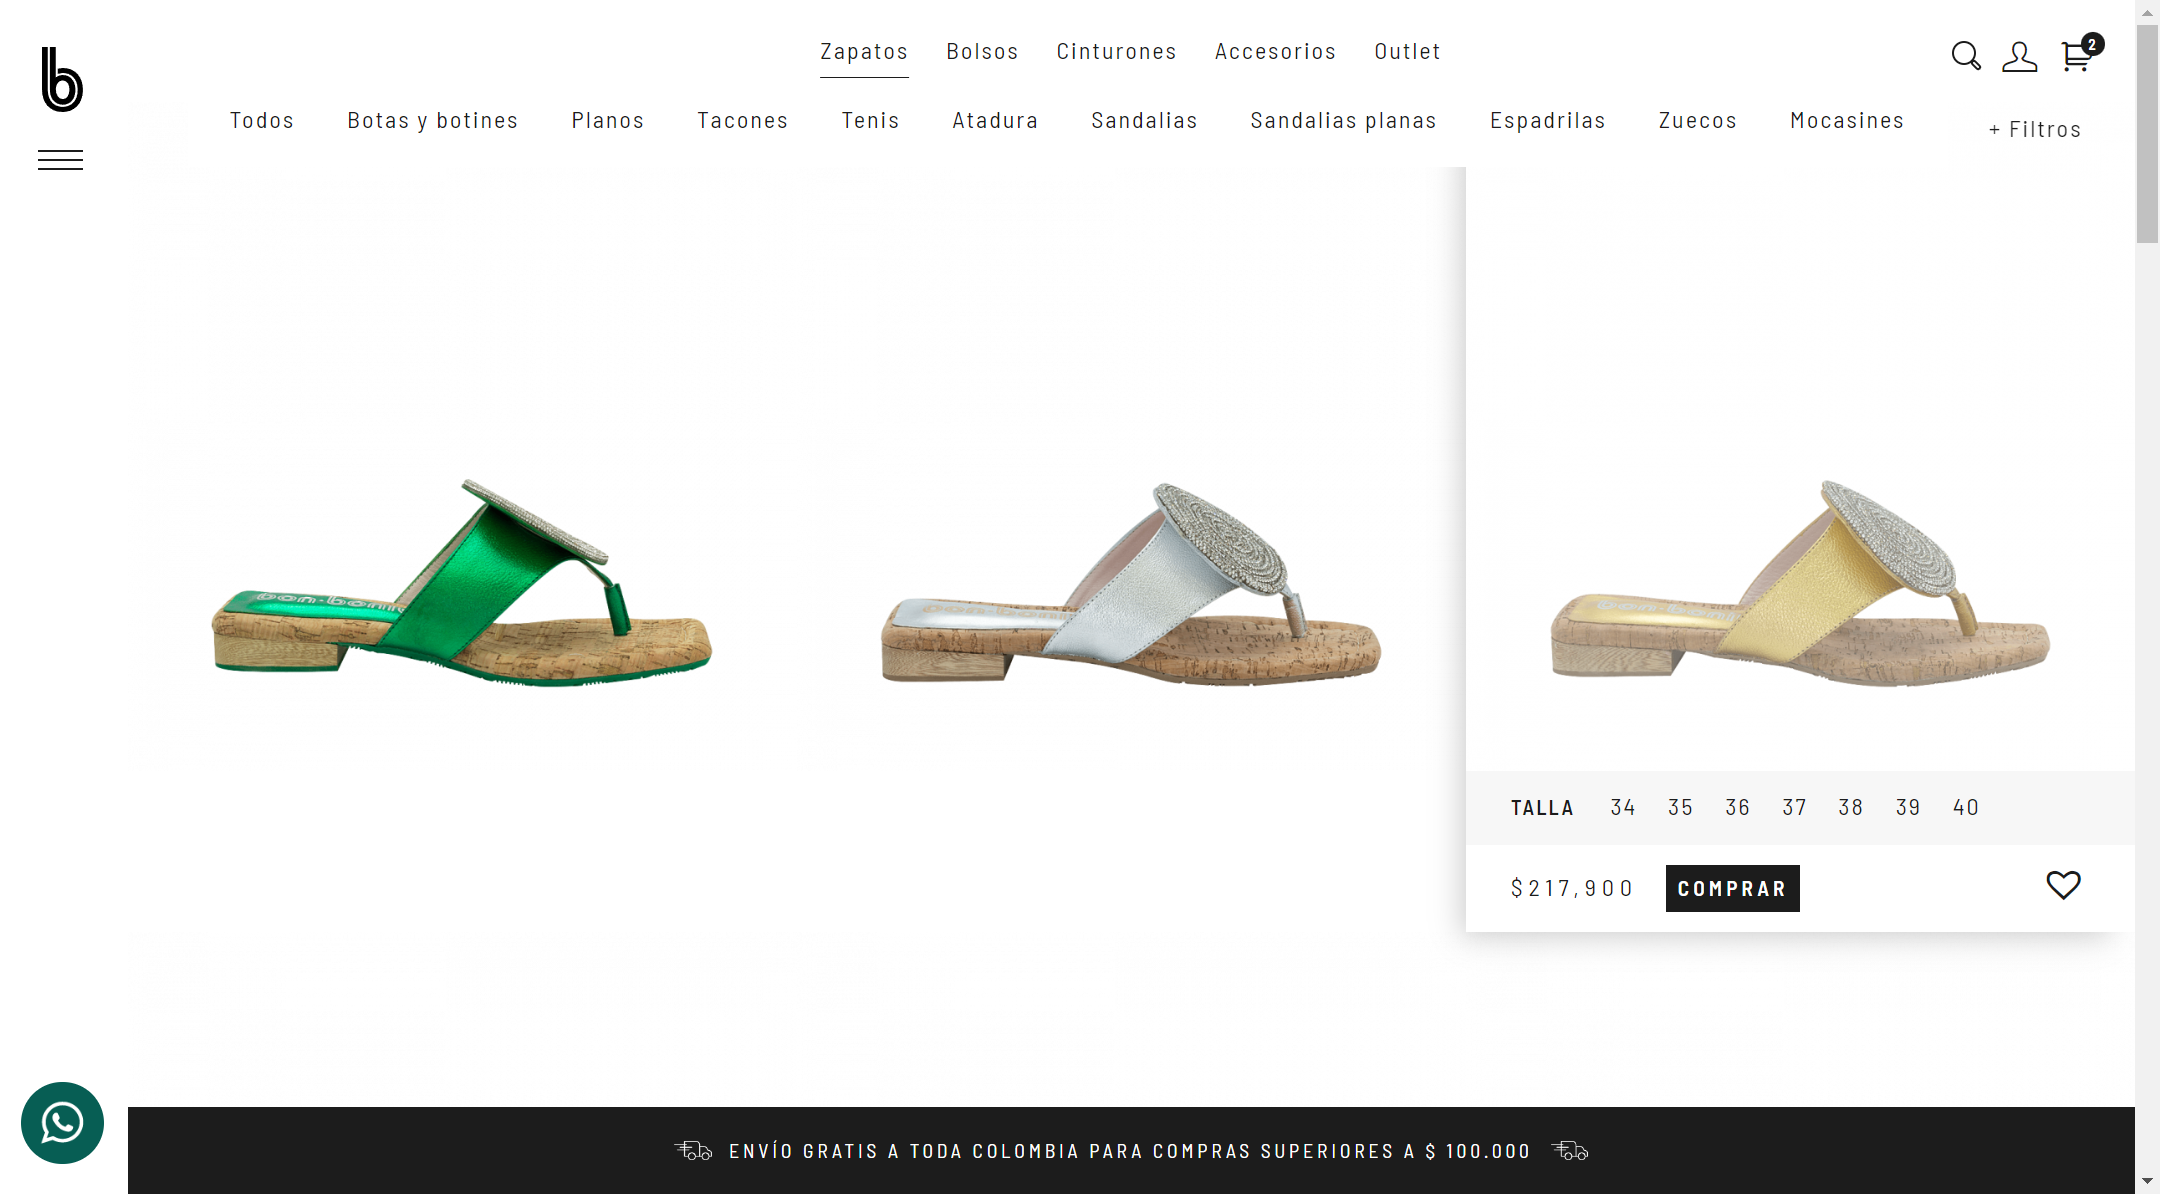 Zapatos Bolsos Cinturones Accesorios Outlet
2
Todos Botas y botines Planos Tacones Tenis Atadura Sandalias Sandalias planas Espadrilas Zuecos Mocasines + Filtros
b
TALLA 34 35 36 37 38 39 40
$217,900 COMPRAR
ENVÍO GRATIS A TODA COLOMBIA PARA COMPRAS SUPERIORES A $ 100.000